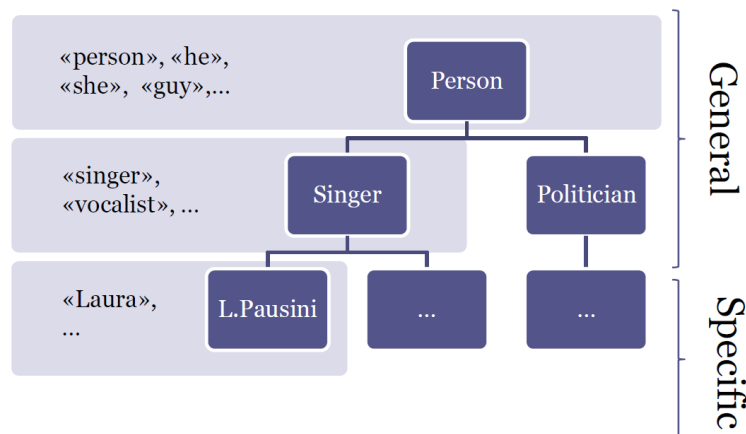 «person», «he»,
«she», «guy»,...
Person
General
«singer»,
«vocalist», ...
Singer
Politician
«Laura»,
...
L.Pausini
...
...
Specific